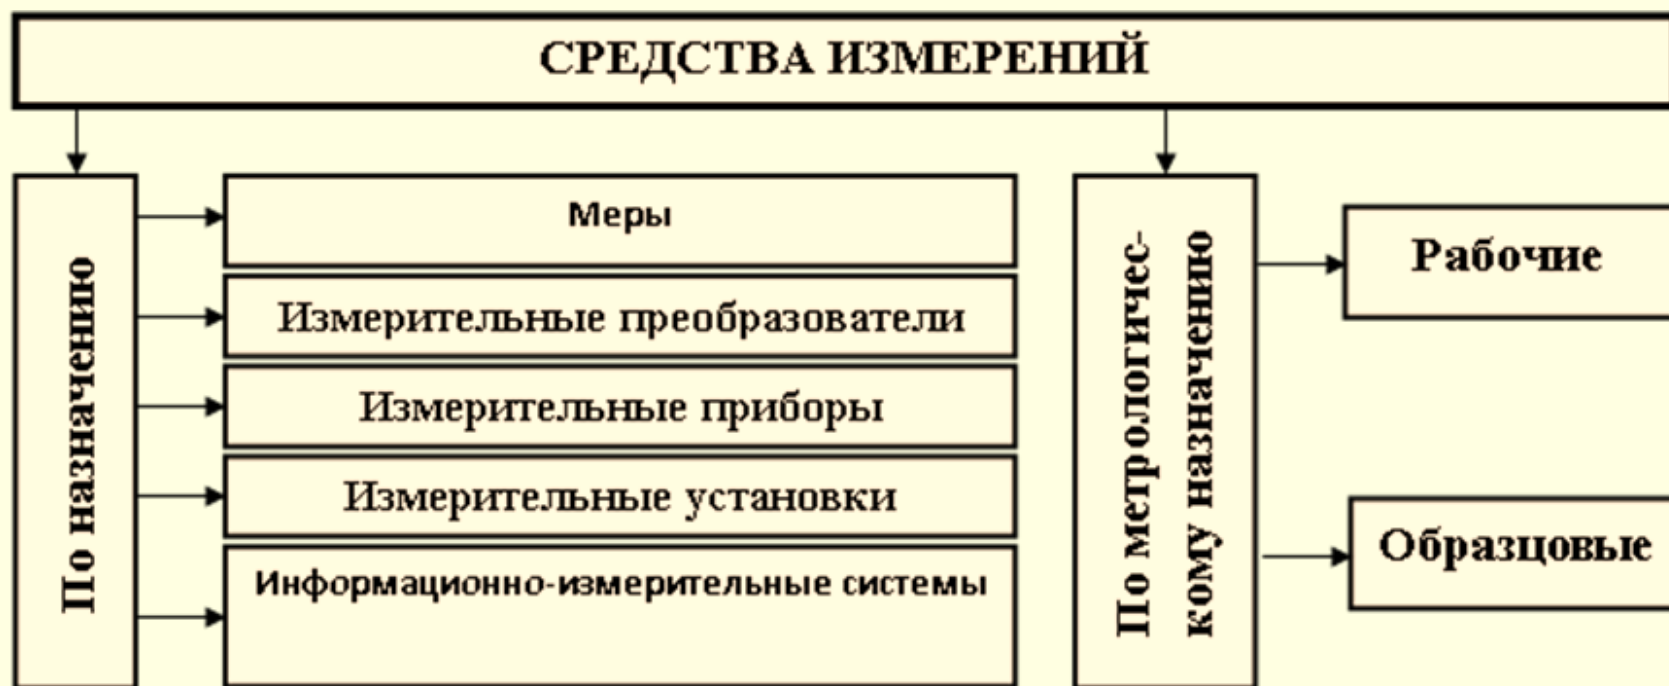 СРЕДСТВА ИЗМЕРЕНИЙ
По назначению
Меры
Измерительные преобразователи
Измерительные приборы
Измерительные установки
Информационно-измерительные системы
По метрологичес-
кому назначению
Рабочие
Образцовые